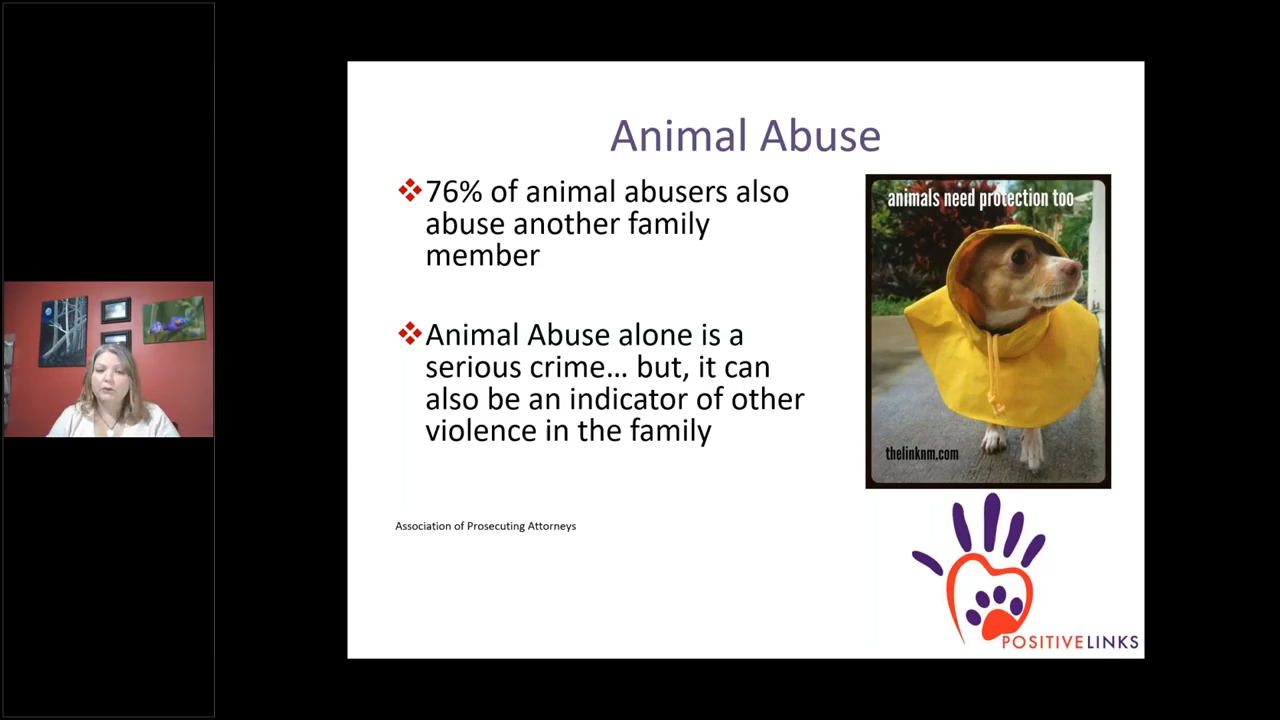 Animal Abuse
❖76% of animal abusers also
abuse another family
member
❖Animal Abuse alone is a
serious crime... but, it can
also be an indicator of other
violence in the family
Association of Prosecuting Attorneys
animals need protection too
thelinknm.com
POSITIVELINKS